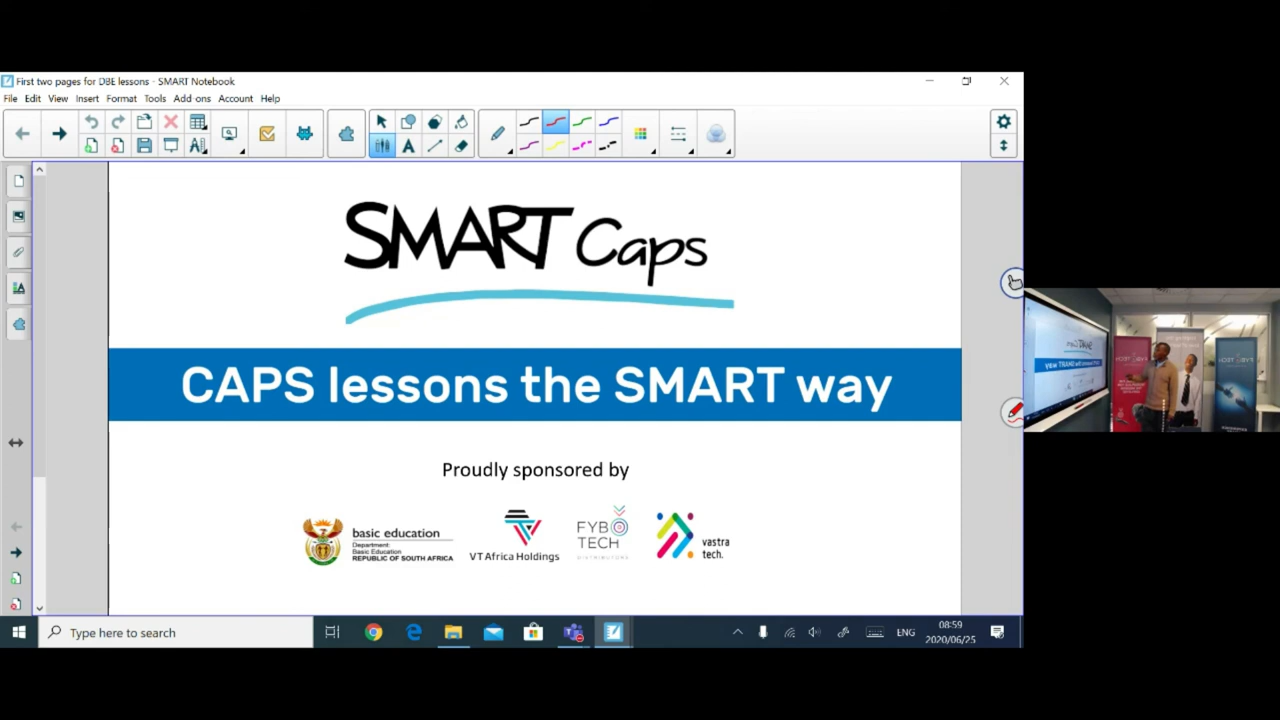 First two pages for DBE lessons - SMART Notebook
File Edit View Insert Format Tools Add-ons Account Help
SMART Caps
CAPS lessons the SMART way
Proudly sponsored by
basic education
Department:
Basic Education
REPUBLIC OF SOUTH AFRICA
VT Africa Holdings
FYBO
TECH
DISTRIBUTORS
vastra
tech.
Type here to search
ENG
08:59
2020/06/25